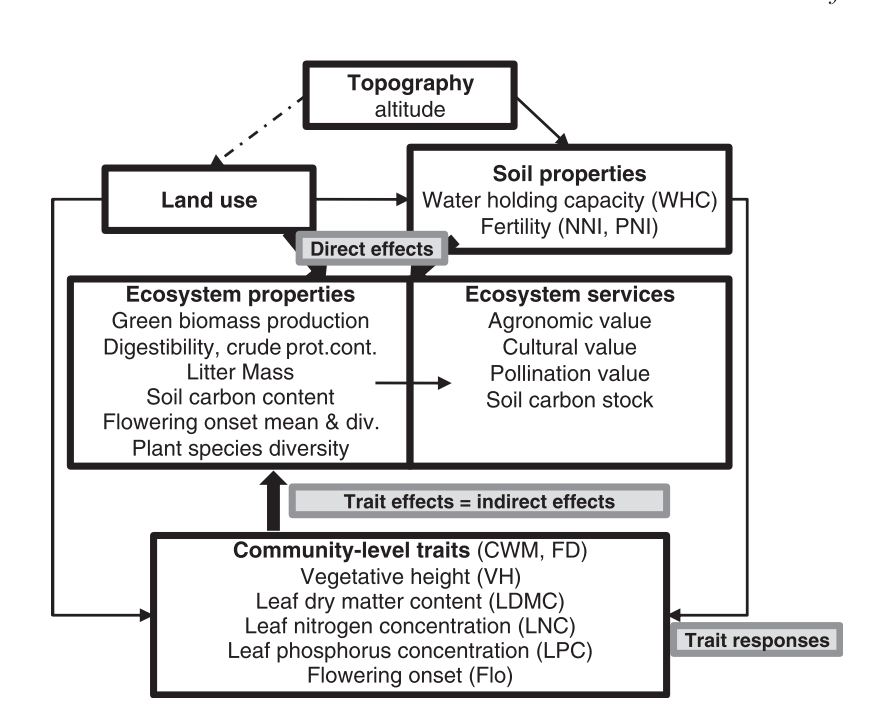 Topography
altitude
Land use
Soil properties
Water holding capacity (WHC)
Fertility (NNI, PNI)
Direct effects
Ecosystem properties
Green biomass production
Digestibility, crude prot.cont.
Litter Mass
Soil carbon content
Flowering onset mean & div.
Plant species diversity
Ecosystem services
Agronomic value
Cultural value
Pollination value
Soil carbon stock
Trait effects = indirect effects
Community-level traits (CWM, FD)
Vegetative height (VH)
Leaf dry matter content (LDMC)
Leaf nitrogen concentration (LNC)
Leaf phosphorus concentration (LPC)
Flowering onset (Flo)
Trait responses